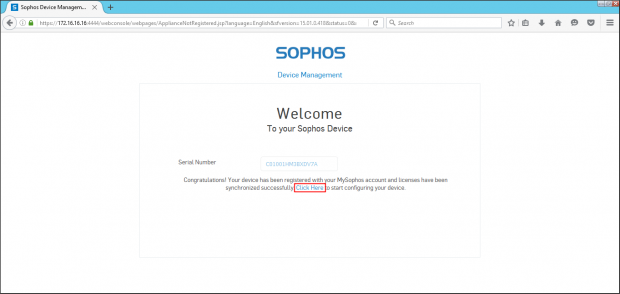 Sophos Device Managem...
https://172.16.16.16:4444/webconsole/webpages/ApplianceNotRegistered.jsp?language=English&dversion=15.01.0.418&status=0&s
Search
SOPHOS
Device Management
Welcome
To your Sophos Device
Serial Number
Congratulations! Your device has been registered with your MySophos account and licenses have been
synchronized successfully. Click Here to start configuring your device.